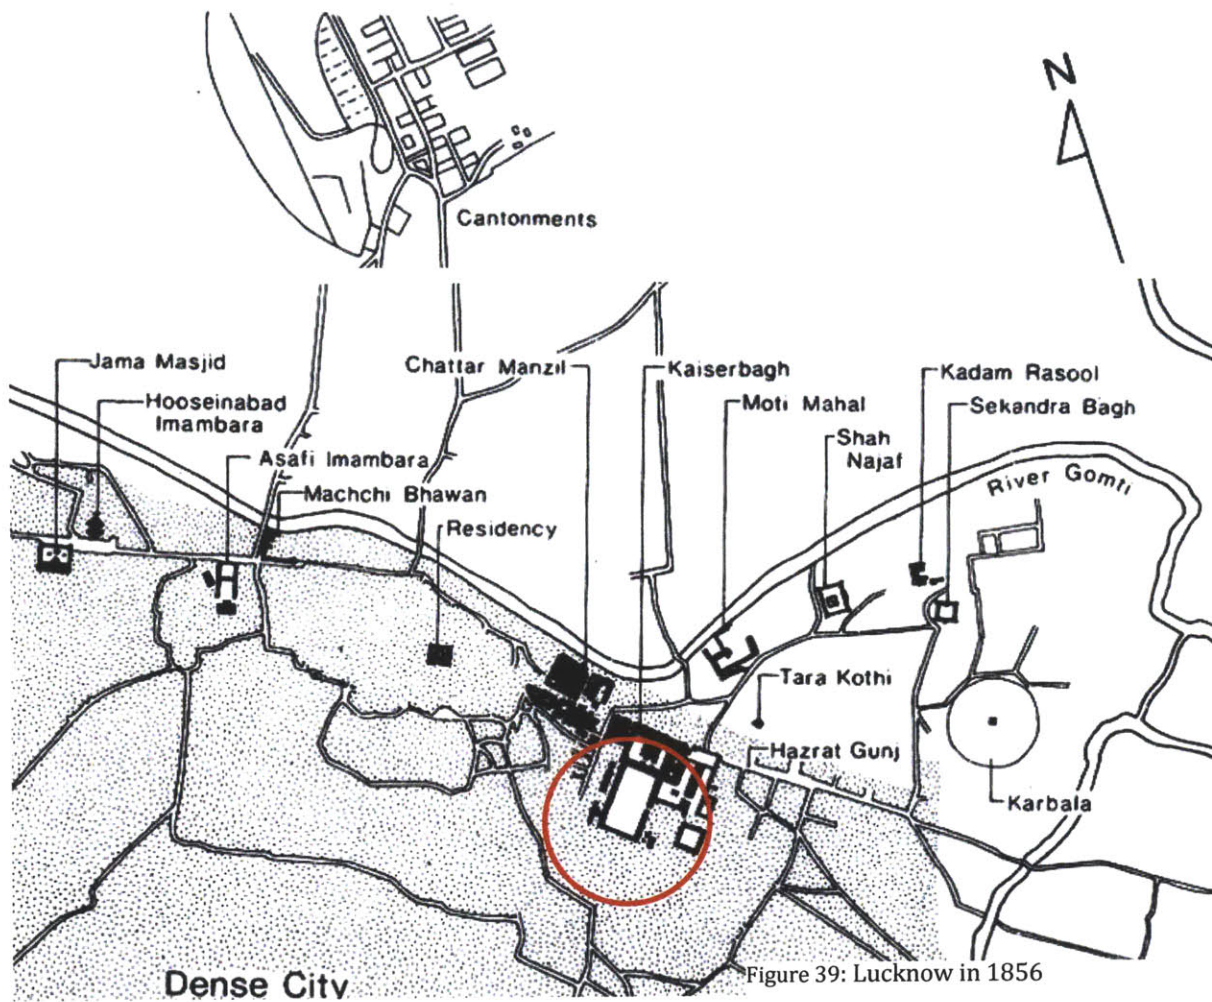 N
Cantonments
Jama Masjid
Chattar Manzil
Kaiserbagh
Kadam Rasool
Hooseinabad
Imambara
Moti Mahal
Sekandra Bagh
Shah
Najaf
Asafi Imambara
River Gomti
Machchi Bhawan
Residency
Tara Kothi
Hazrat Gunj
Karbala
Dense City
Figure 39: Lucknow in 1856